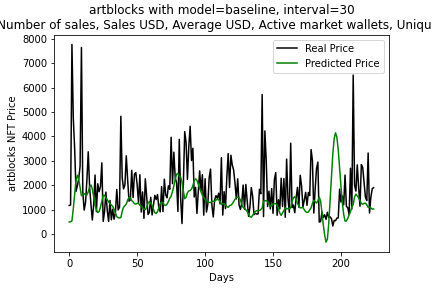 artblocks with model=baseline, interval=30
Number of sales, Sales USD, Average USD, Active market wallets, Uniqu
Real Price
Predicted Price
artblocks NFT Price
8000
7000
6000
5000
4000
3000
2000
1000
0
0
50
100
150
200
Days